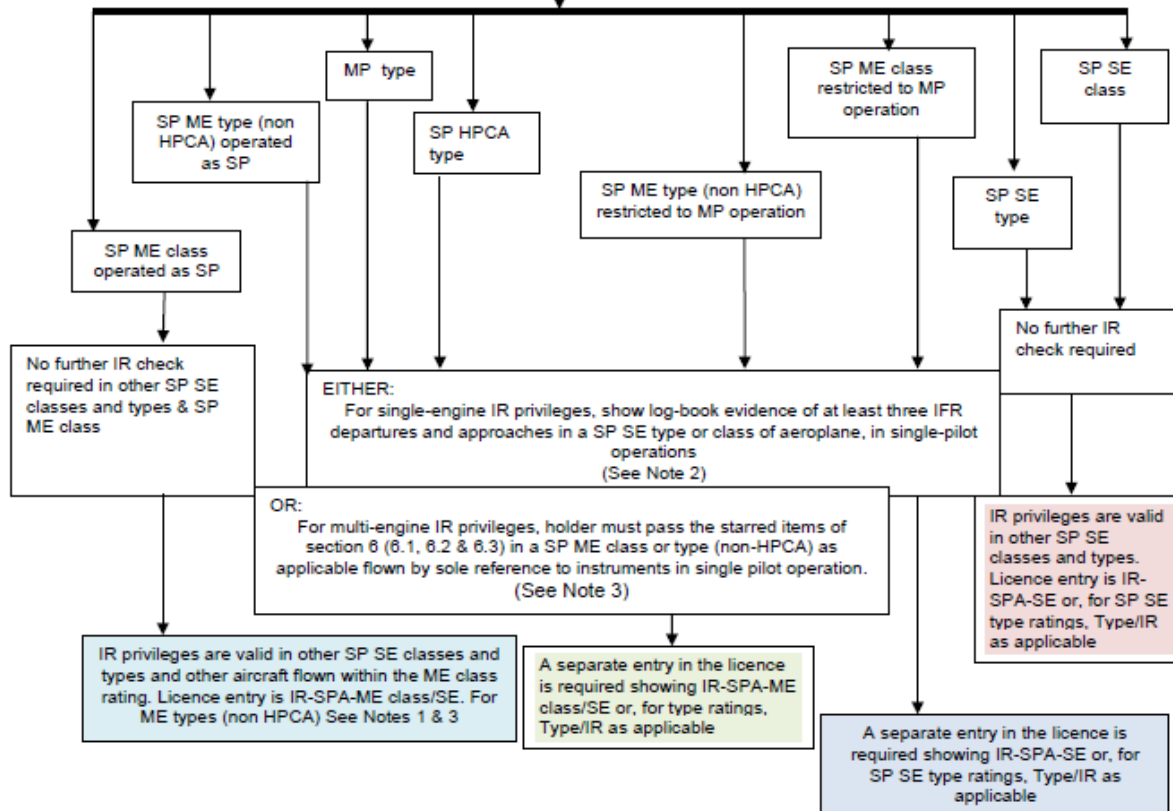 MP type
SP ME class
restricted to MP
operation
SP SE
class
SP ME type (non
HPCA) operated
as SP
SP HPCA
type
SP ME type (non HPCA)
restricted to MP operation
SP SE
type
SP ME class
operated as SP
No further IR check
required in other SP SE
classes and types & SP
ME class
No further IR
check required
EITHER:
For single-engine IR privileges, show log-book evidence of at least three IFR
departures and approaches in a SP SE type or class of aeroplane, in single-pilot
operations
(See Note 2)
OR:
For multi-engine IR privileges, holder must pass the starred items of
section 6 (6.1, 6.2 & 6.3) in a SP ME class or type (non-HPCA) as
applicable flown by sole reference to instruments in single pilot operation.
(See Note 3)
IR privileges are valid
in other SP SE
classes and types.
Licence entry is IR-
SPA-SE or, for SP SE
type ratings, Type/IR
as applicable
IR privileges are valid in other SP SE classes and
types and other aircraft flown within the ME class
rating. Licence entry is IR-SPA-ME class/SE. For
ME types (non HPCA) See Notes 1 & 3
A separate entry in the licence
is required showing IR-SPA-ME
class/SE or, for type ratings,
Type/IR as applicable
A separate entry in the licence is
required showing IR-SPA-SE or, for
SP SE type ratings, Type/IR as
applicable